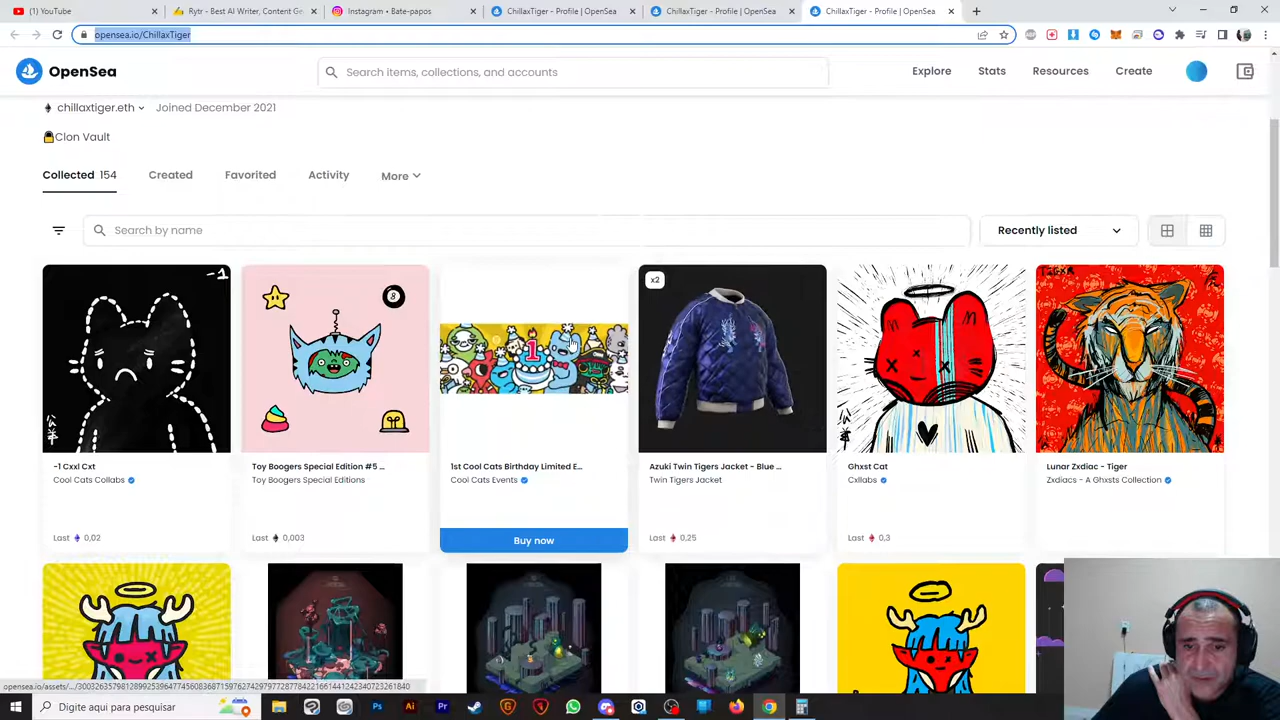 (1) YouTube
Rytr - Best AI Writer, Content Ge
Instagram • Bate-papos
ChillaxTiger - Profile | OpenSea
ChillaxTiger - Profile | OpenSea
ChillaxTiger - Profile | OpenSea
opensea.io/ChillaxTiger
OpenSea
Search items, collections, and accounts
Explore
Stats
Resources
Create
chillaxtiger.eth
Joined December 2021
Clon Vault
Collected 154
Created
Favorited
Activity
More
Search by name
Recently listed
-1
8
1
x2
-1 Cxxl Cxt
Cool Cats Collabs
Last 0,02
Toy Boogers Special Edition #5 ...
Toy Boogers Special Editions
Last 0,003
1st Cool Cats Birthday Limited E...
Cool Cats Events
Buy now
Azuki Twin Tigers Jacket - Blue ...
Twin Tigers Jacket
Last 0,25
Ghxst Cat
Cxllabs
Last 0,3
Lunar Zxdiac - Tiger
Zxdiacs - A Ghxsts Collection
Digite aqui para pesquisar